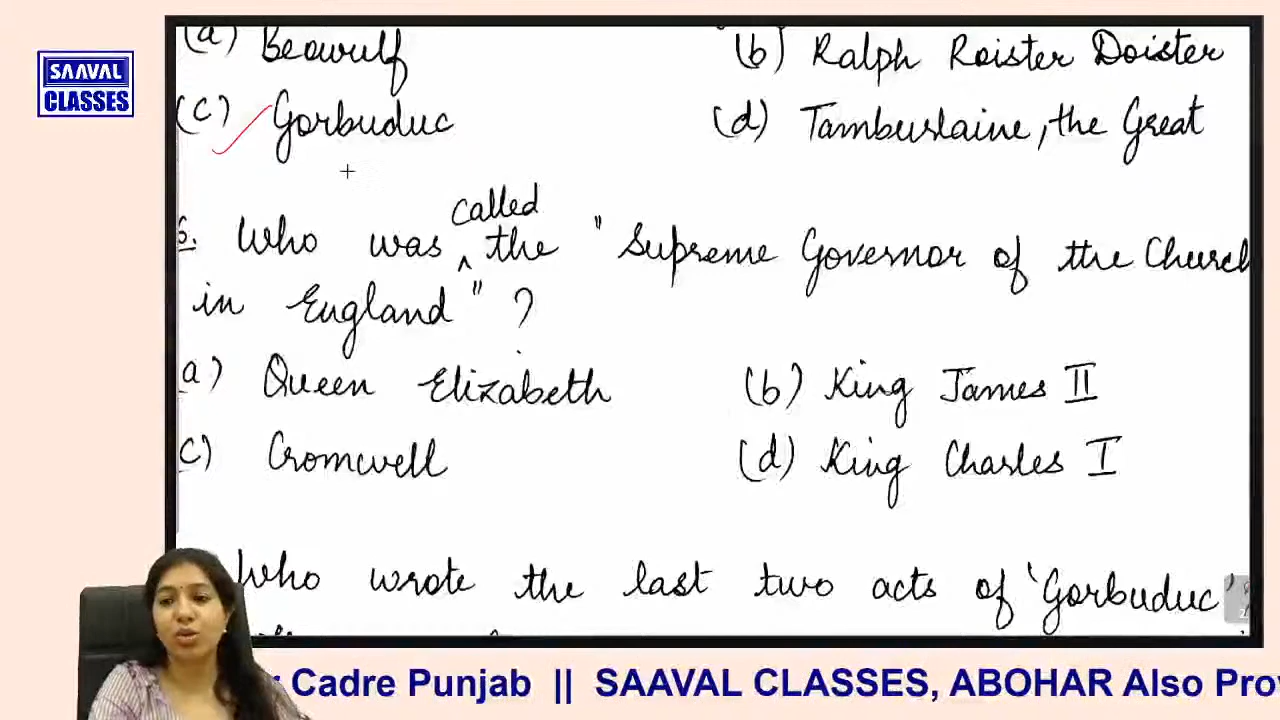 (a) Beowulf (b) Ralph Roister Doister
SAAVAL
CLASSES
(c) Gorbuduc (d) Tamburlaine, the Great
6. Who was called the "Supreme Governor of the Church
in England" ?
a) Queen Elizabeth (b) King James II
c) Cromwell (d) King Charles I
Who wrote the last two acts of 'Gorbuduc'
Cadre Punjab || SAAVAL CLASSES, ABOHAR Also Pro